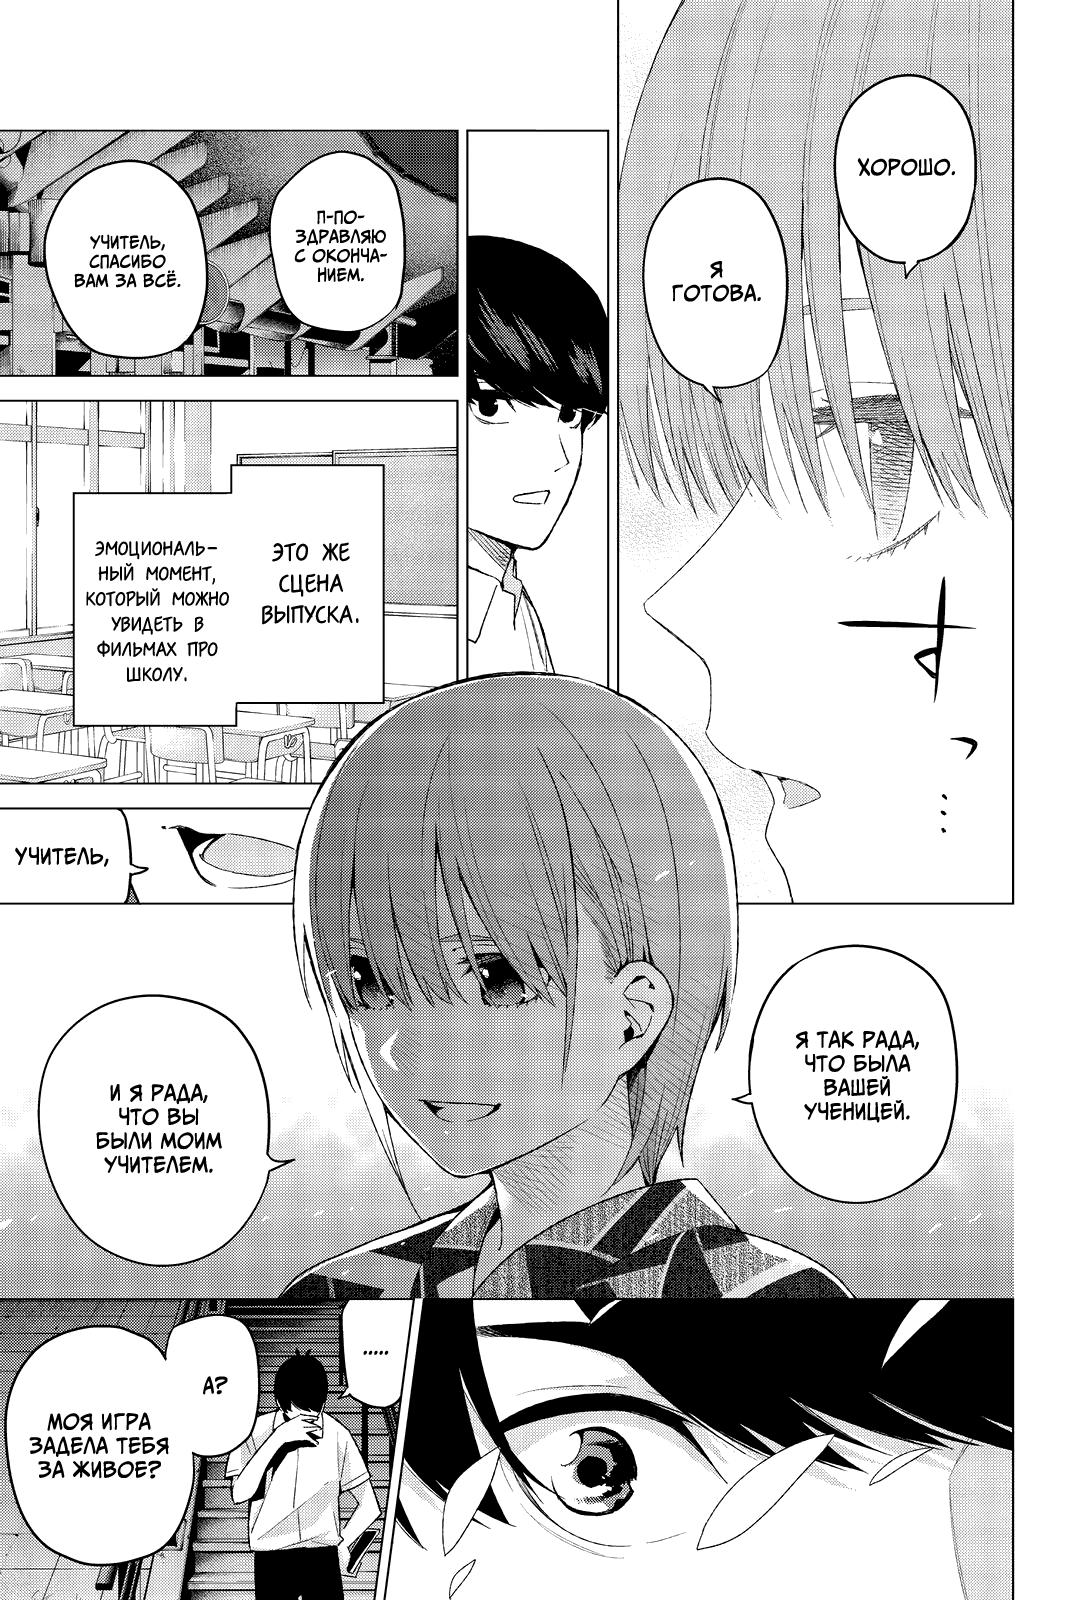 ХОРОШО.
Я
ГОТОВА.
す
っ
П-ПО-
ЗДРАВЛЯЮ
С ОКОНЧА-
НИЕМ.
УЧИТЕЛЬ,
СПАСИБО
ВАМ ЗА ВСЁ.
ЭТО ЖЕ
СЦЕНА
ВЫПУСКА.
ЭМОЦИОНАЛЬ-
НЫЙ МОМЕНТ,
КОТОРЫЙ МОЖНО
УВИДЕТЬ В
ФИЛЬМАХ ПРО
ШКОЛУ.
УЧИТЕЛЬ,
Я ТАК РАДА,
ЧТО БЫЛА
ВАШЕЙ
УЧЕНИЦЕЙ.
И Я РАДА,
ЧТО ВЫ
БЫЛИ МОИМ
УЧИТЕЛЕМ.
.....
А?
МОЯ ИГРА
ЗАДЕЛА ТЕБЯ
ЗА ЖИВОЕ?